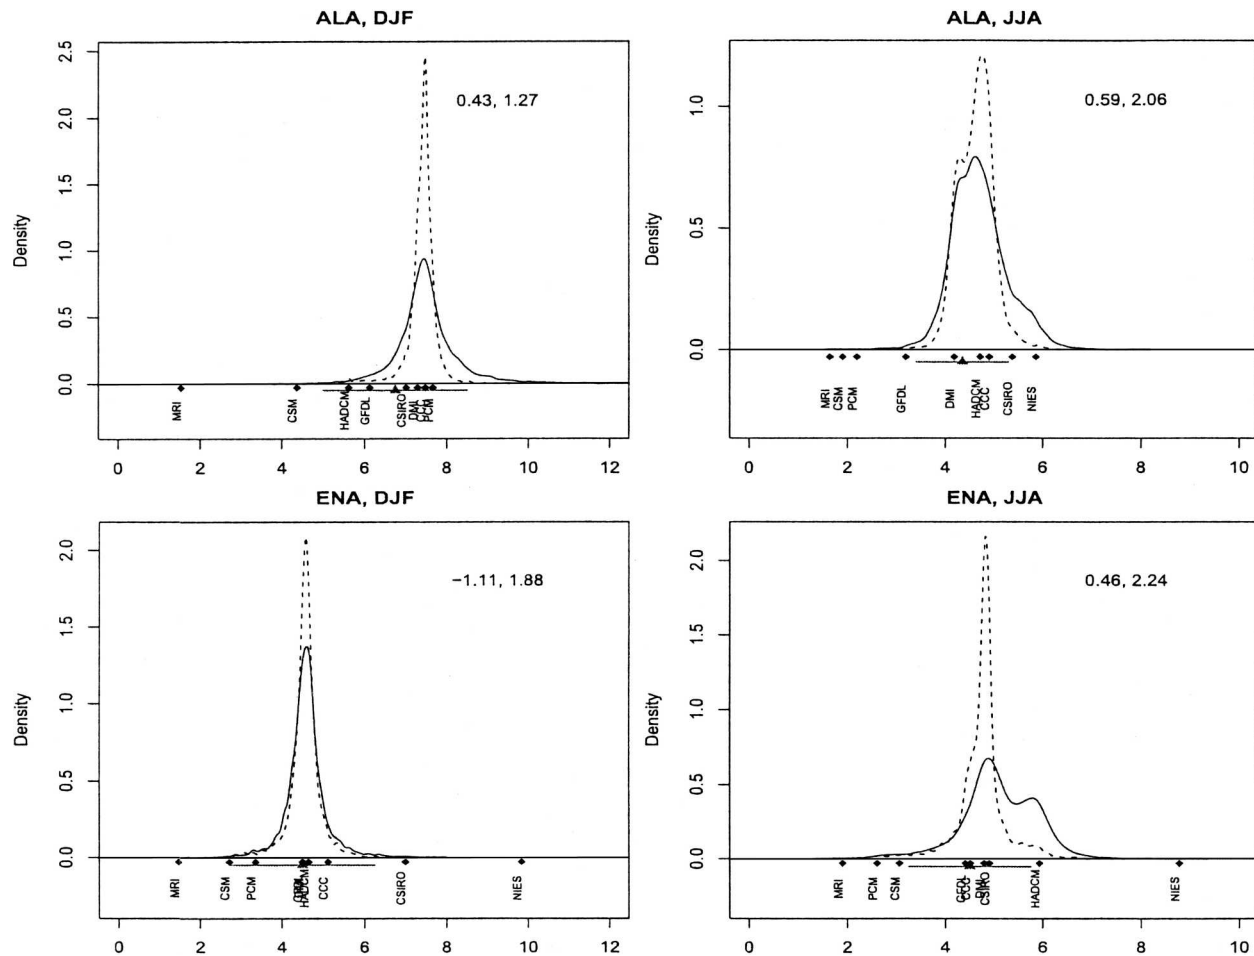 ALA, DJF
2.5
2.0
1.5
1.0
0.5
0.0
Density
0.43, 1.27
MRI
CSM
HADCM
GFDL
CSIRO
DMI
CCC
PCM
0 2 4 6 8 10 12
ALA, JJA
1.0
0.5
0.0
Density
0.59, 2.06
MRI
CSM
PCM
GFDL
DMI
HADCM
CCC
CSIRO
NIES
0 2 4 6 8 10
ENA, DJF
2.0
1.5
1.0
0.5
0.0
Density
−1.11, 1.88
MRI
CSM
PCM
HADCM
CCC
CSIRO
NIES
0 2 4 6 8 10 12
ENA, JJA
2.0
1.5
1.0
0.5
0.0
Density
0.46, 2.24
MRI
PCM
CSM
GFDL
CCC
DMI
CSIRO
HADCM
NIES
0 2 4 6 8 10